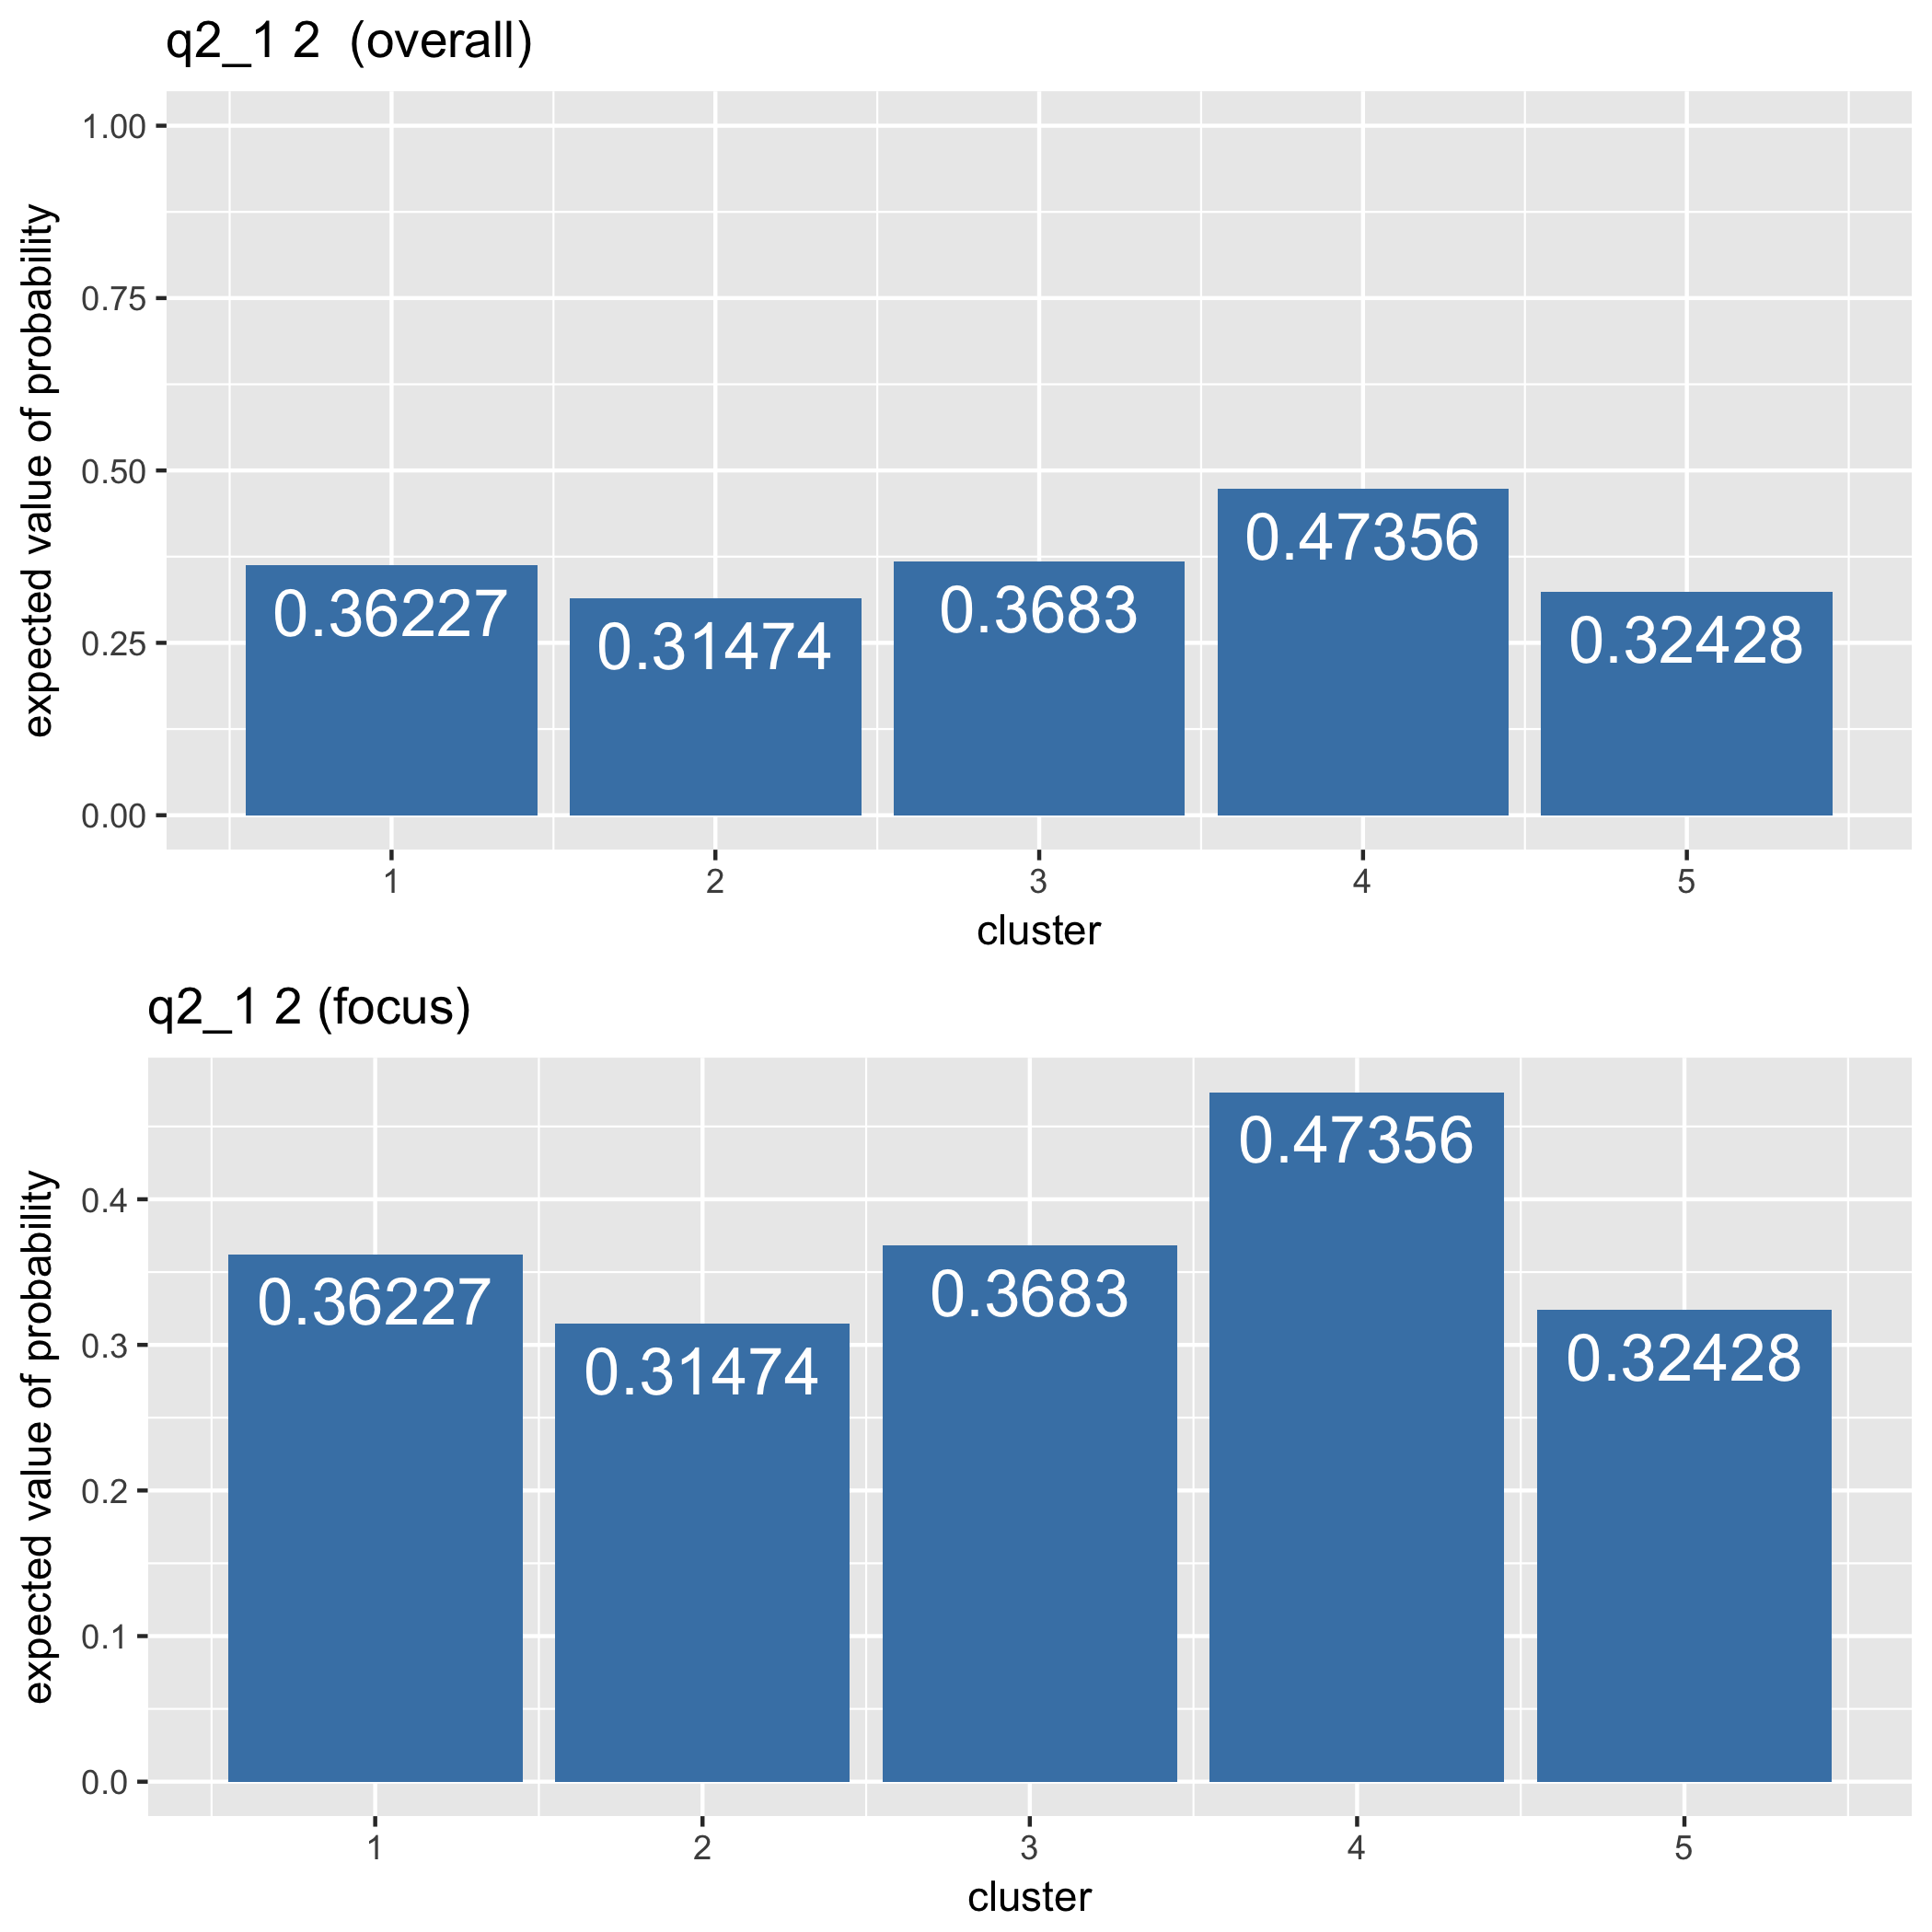 q2_1 2  (overall)
expected value of probability
1.00
0.75
0.50
0.25
0.00
0.36227
0.31474
0.3683
0.47356
0.32428
1 2 3 4 5
cluster
q2_1 2 (focus)
expected value of probability
0.4
0.3
0.2
0.1
0.0
0.36227
0.31474
0.3683
0.47356
0.32428
1 2 3 4 5
cluster